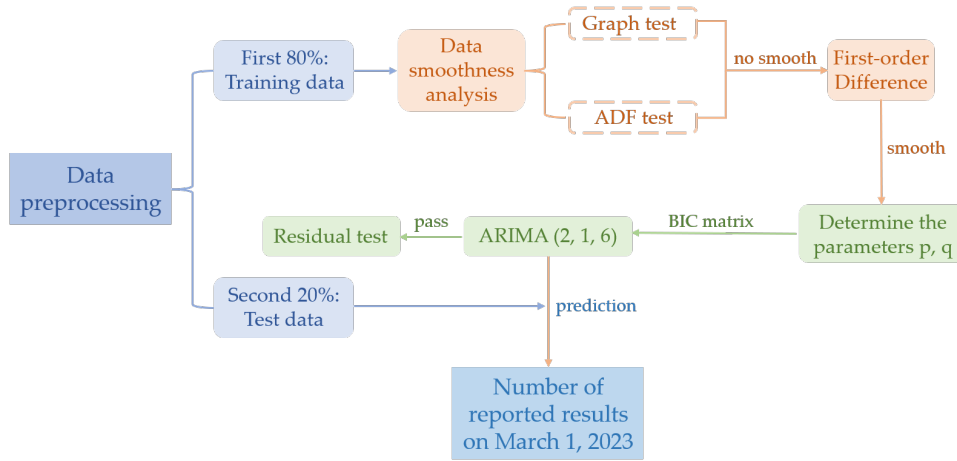 Data
preprocessing
First 80%:
Training data
Data
smoothness
analysis
Graph test
ADF test
no smooth
First-order
Difference
smooth
Determine the
parameters p, q
BIC matrix
ARIMA (2, 1, 6)
pass
Residual test
Second 20%:
Test data
prediction
Number of
reported results
on March 1, 2023